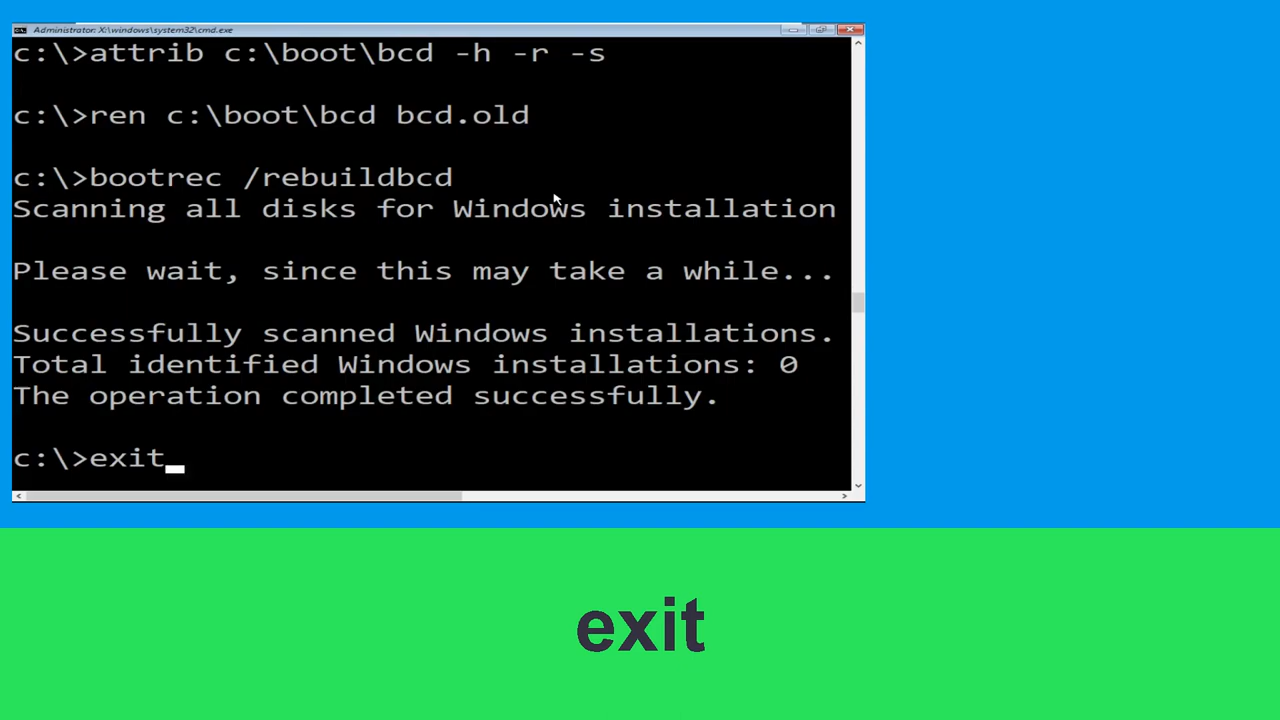 Administrator: X:\windows\system32\cmd.exe
c:\>attrib c:\boot\bcd -h -r -s
c:\>ren c:\boot\bcd bcd.old
c:\>bootrec /rebuildbcd
Scanning all disks for Windows installation
Please wait, since this may take a while...
Successfully scanned Windows installations.
Total identified Windows installations: 0
The operation completed successfully.
c:\>exit_
exit